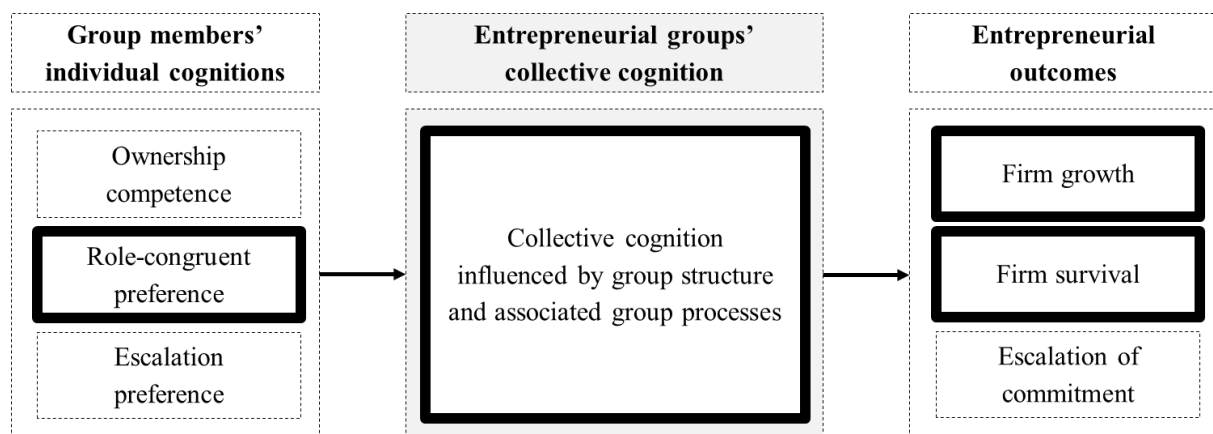 Group members’
individual cognitions
Entrepreneurial groups’
collective cognition
Entrepreneurial
outcomes
Ownership
competence
Role-congruent
preference
Escalation
preference
Collective cognition
influenced by group structure
and associated group processes
Firm growth
Firm survival
Escalation of
commitment